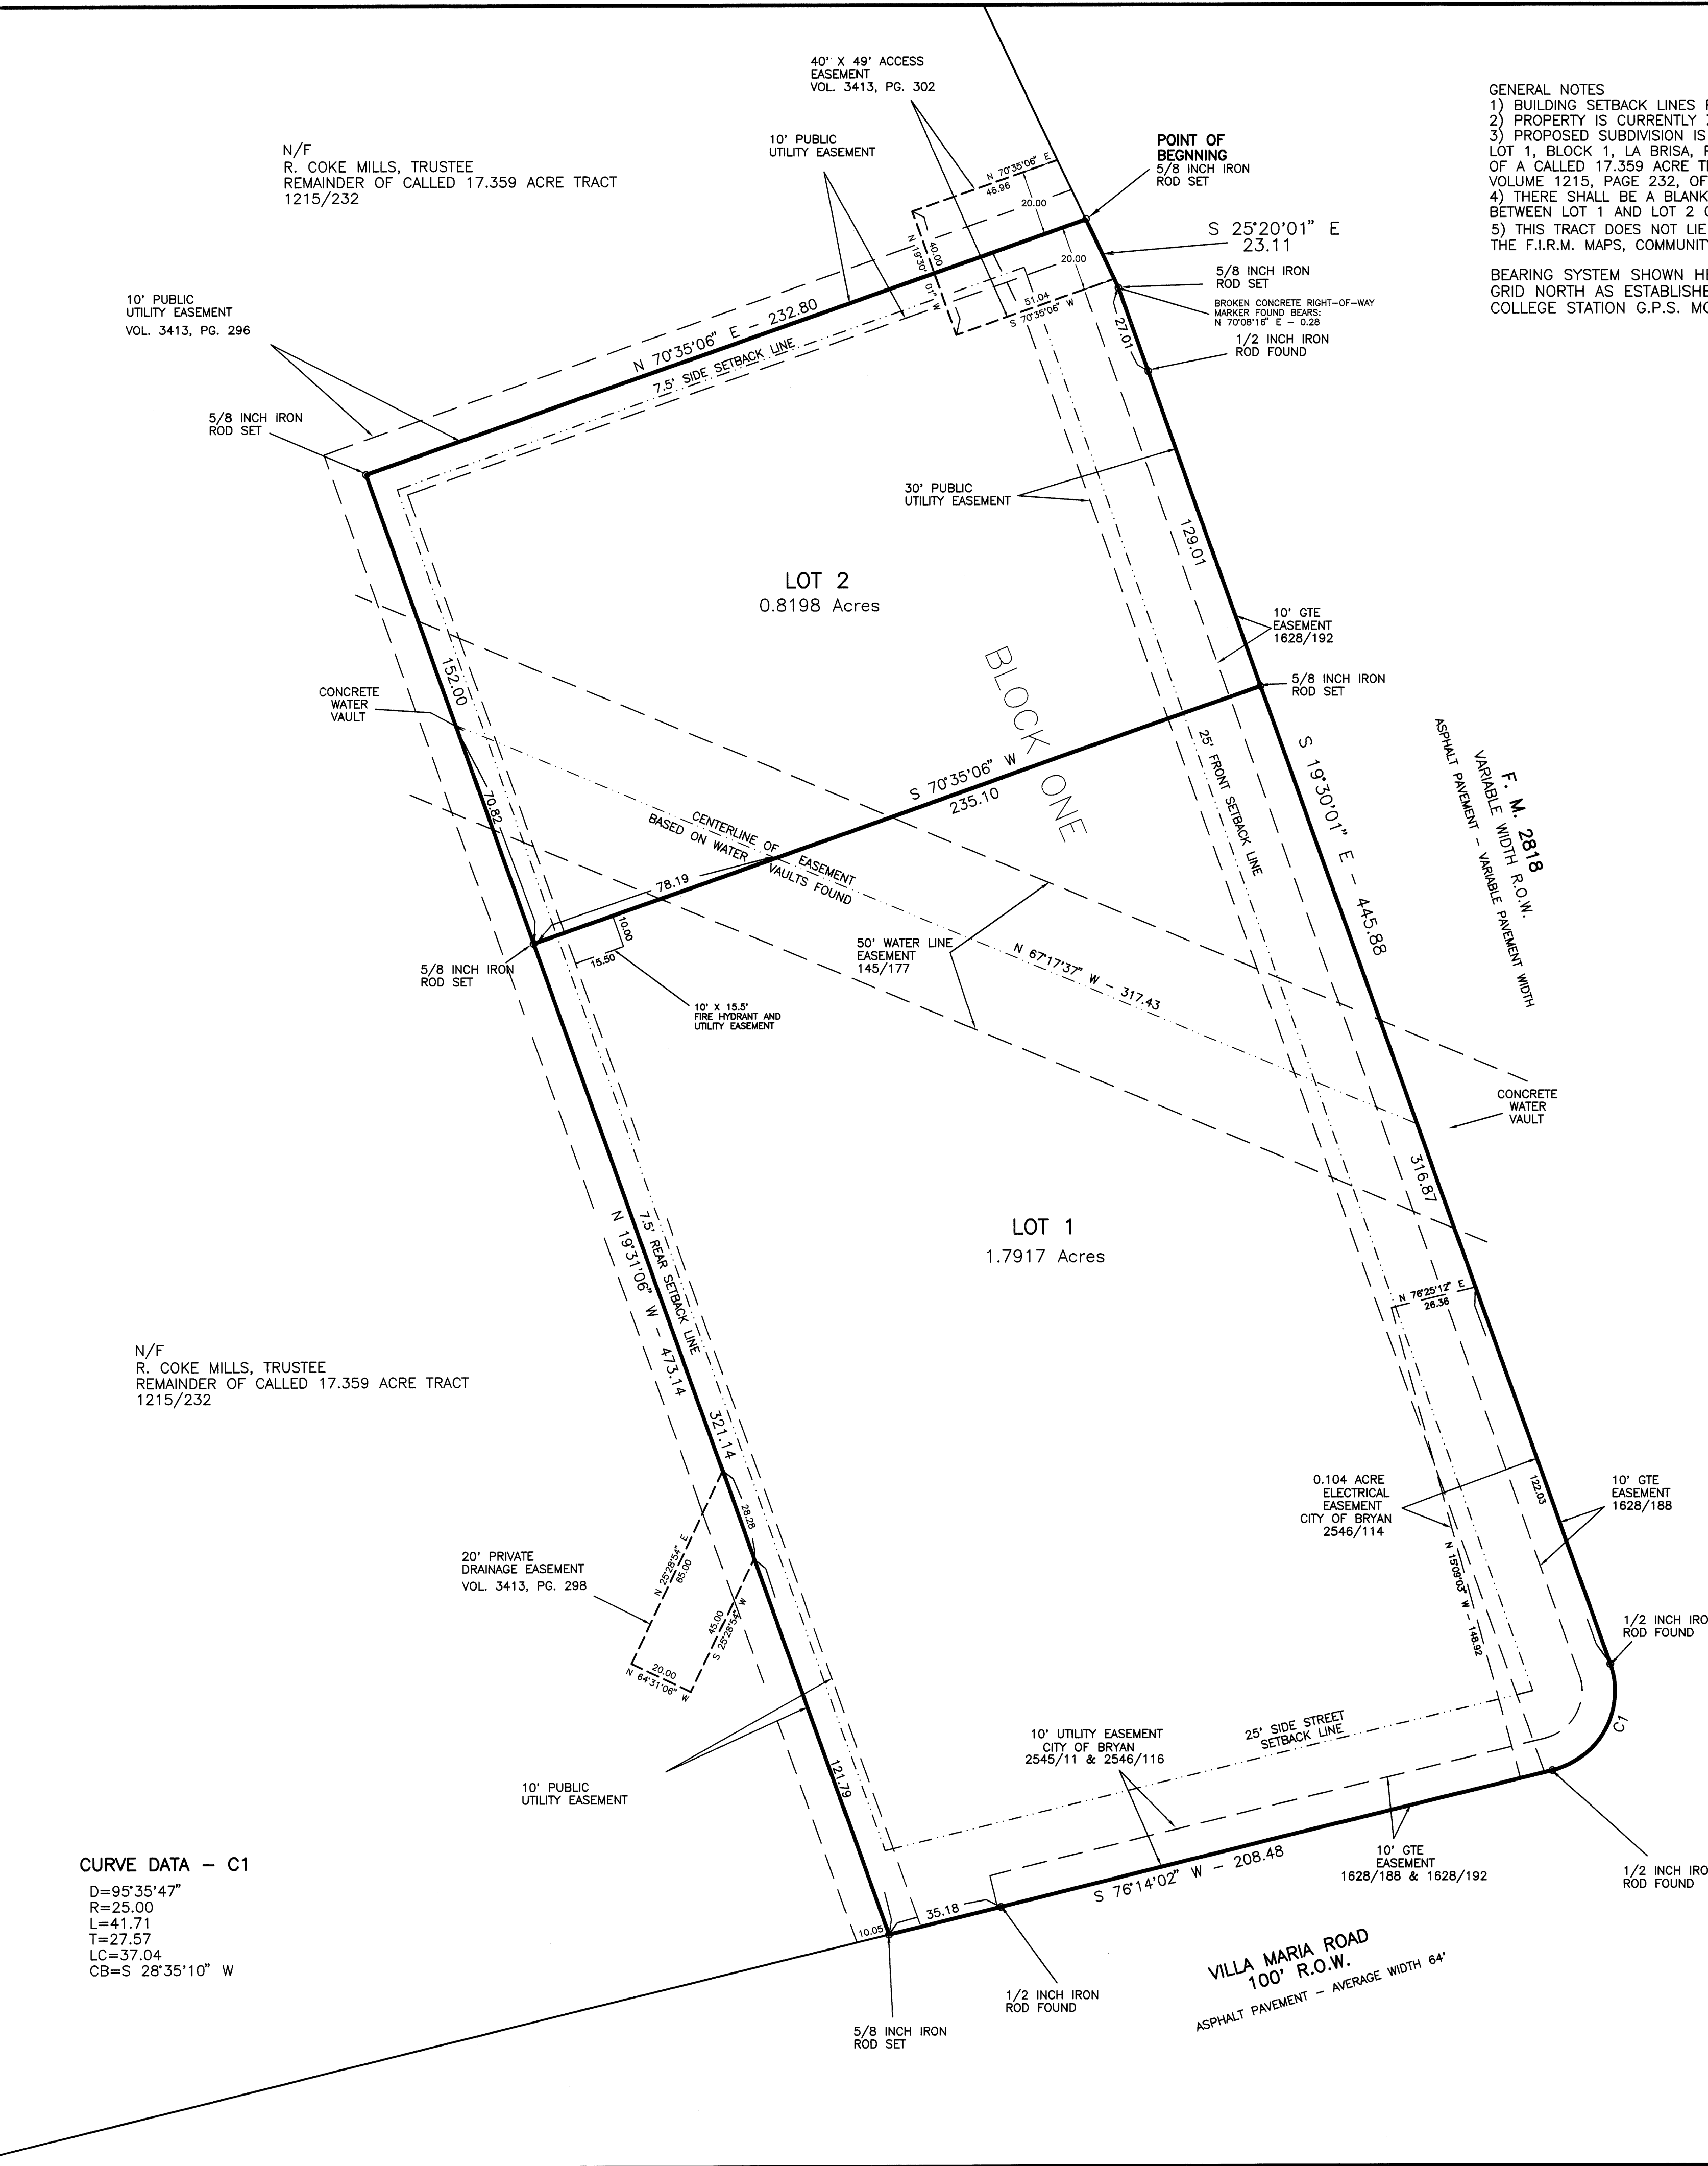 40' X 49' ACCESS
EASEMENT
VOL. 3413, PG. 302
GENERAL NOTES
1) BUILDING SETBACK LINES
2) PROPERTY IS CURRENTLY
3) PROPOSED SUBDIVISION IS
LOT 1, BLOCK 1, LA BRISA,
OF A CALLED 17.359 ACRE
VOLUME 1215, PAGE 232,
4) THERE SHALL BE A BLANK
BETWEEN LOT 1 AND LOT 2
5) THIS TRACT DOES NOT LIE
THE F.I.R.M. MAPS,
BEARING SYSTEM SHOWN
GRID NORTH AS
COLLEGE STATION G.P.S.
N/F
R. COKE MILLS, TRUSTEE
REMAINDER OF CALLED 17.359 ACRE TRACT
1215/232
10' PUBLIC
UTILITY EASEMENT
POINT OF
BEGNNING
5/8 INCH IRON
ROD SET
N 70°35'06" E
46.96
20.00
N 19°30'01" W
40.00
20.00
51.04
S 70°35'06" W
S 25°20'01" E
23.11
5/8 INCH IRON
ROD SET
BROKEN CONCRETE RIGHT-OF-WAY
MARKER FOUND BEARS:
N 70°08'16" E - 0.28
27.01
1/2 INCH IRON
ROD FOUND
10' PUBLIC
UTILITY EASEMENT
VOL. 3413, PG. 296
N 70°35'06" E - 232.80
7.5' SIDE SETBACK LINE
5/8 INCH IRON
ROD SET
30' PUBLIC
UTILITY EASEMENT
129.01
LOT 2
0.8198 Acres
10' GTE
EASEMENT
1628/192
5/8 INCH IRON
ROD SET
BLOCK ONE
152.00
CONCRETE
WATER
VAULT
70.82
S 70°35'06" W
235.10
CENTERLINE OF EASEMENT
BASED ON WATER VAULTS FOUND
78.19
25' FRONT SETBACK LINE
S 19°30'01" E - 445.88
F. M. 2818
VARIABLE WIDTH R.O.W.
ASPHALT PAVEMENT - VARIABLE PAVEMENT WIDTH
10.00
15.50
5/8 INCH IRON
ROD SET
50' WATER LINE
EASEMENT
145/177
N 67°17'37" W - 317.43
10' X 15.5'
FIRE HYDRANT AND
UTILITY EASEMENT
CONCRETE
WATER
VAULT
316.87
LOT 1
1.7917 Acres
7.5' REAR SETBACK LINE
N 19°31'06" W - 473.14
N 76°25'12" E
26.36
N/F
R. COKE MILLS, TRUSTEE
REMAINDER OF CALLED 17.359 ACRE TRACT
1215/232
321.14
0.104 ACRE
ELECTRICAL
EASEMENT
CITY OF BRYAN
2546/114
122.03
10' GTE
EASEMENT
1628/188
28.28
20' PRIVATE
DRAINAGE EASEMENT
VOL. 3413, PG. 298
N 25°28'54" E
65.00
45.00
S 25°28'54" W
20.00
N 64°31'06" W
N 15°09'03" W - 148.92
1/2 INCH
ROD FOUND
C1
10' UTILITY EASEMENT
CITY OF BRYAN
2545/11 & 2546/116
25' SIDE STREET
SETBACK LINE
10' PUBLIC
UTILITY EASEMENT
121.79
CURVE DATA - C1
D=95°35'47"
R=25.00
L=41.71
T=27.57
LC=37.04
CB=S 28°35'10" W
10.05
35.18
S 76°14'02" W - 208.48
10' GTE
EASEMENT
1628/188 & 1628/192
1/2 INCH
ROD FOUND
VILLA MARIA ROAD
100' R.O.W.
ASPHALT PAVEMENT - AVERAGE WIDTH 64'
1/2 INCH IRON
ROD FOUND
5/8 INCH IRON
ROD SET